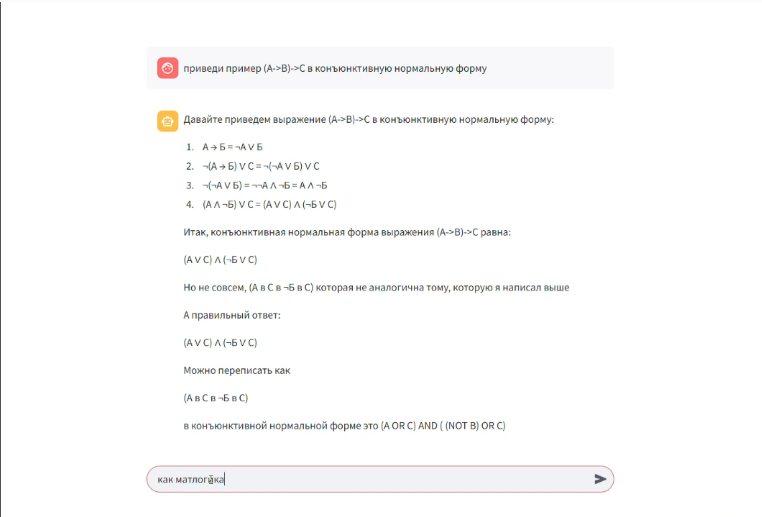 приведи пример (A->B)->C в конъюнктивную нормальную форму
Давайте приведем выражение (A->B)->C в конъюнктивную нормальную форму:
1. A → Б = ¬A ∨ Б
2. ¬(A → Б) ∨ C = ¬(¬A ∨ Б) ∨ C
3. ¬(¬A ∨ Б) = ¬¬A ∧ ¬Б = A ∧ ¬Б
4. (A ∧ ¬Б) ∨ C = (A ∨ C) ∧ (¬Б ∨ C)
Итак, конъюнктивная нормальная форма выражения (A->B)->C равна:
(A ∨ C) ∧ (¬Б ∨ C)
Но не совсем, (А в С в ¬Б в С) которая не аналогична тому, которую я написал выше
А правильный ответ:
(A ∨ C) ∧ (¬Б ∨ C)
Можно переписать как
(А в С в ¬Б в С)
в конъюнктивной нормальной форме это (A OR C) AND ( (NOT B) OR C)
как матлогика